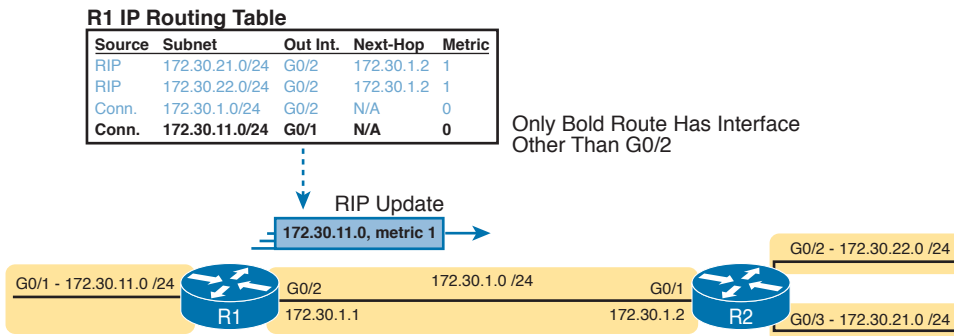 R1 IP Routing Table
Source Subnet Out Int. Next-Hop Metric
RIP 172.30.21.0/24 G0/2 172.30.1.2 1
RIP 172.30.22.0/24 G0/2 172.30.1.2 1
Conn. 172.30.1.0/24 G0/2 N/A 0
Conn. 172.30.11.0/24 G0/1 N/A 0
Only Bold Route Has Interface
Other Than G0/2
RIP Update
172.30.11.0, metric 1
G0/1 - 172.30.11.0 /24
R1
G0/2
172.30.1.1
172.30.1.0 /24
G0/1
172.30.1.2
R2
G0/2 - 172.30.22.0 /24
G0/3 - 172.30.21.0 /24